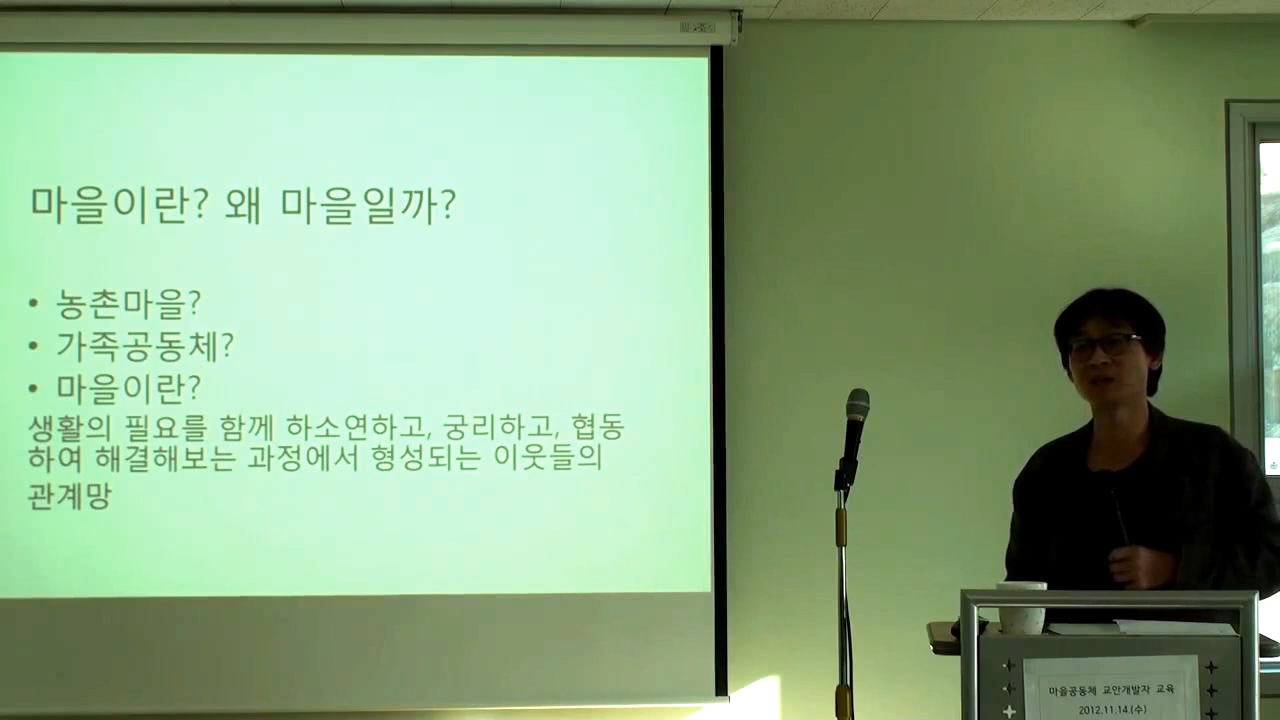 마을이란? 왜 마을일까?
• 농촌마을?
• 가족공동체?
• 마을이란?
생활의 필요를 함께 하소연하고, 궁리하고, 협동
하여 해결해보는 과정에서 형성되는 이웃들의
관계망
마을공동체 교안개발자 교육
2012.11.14.(수)